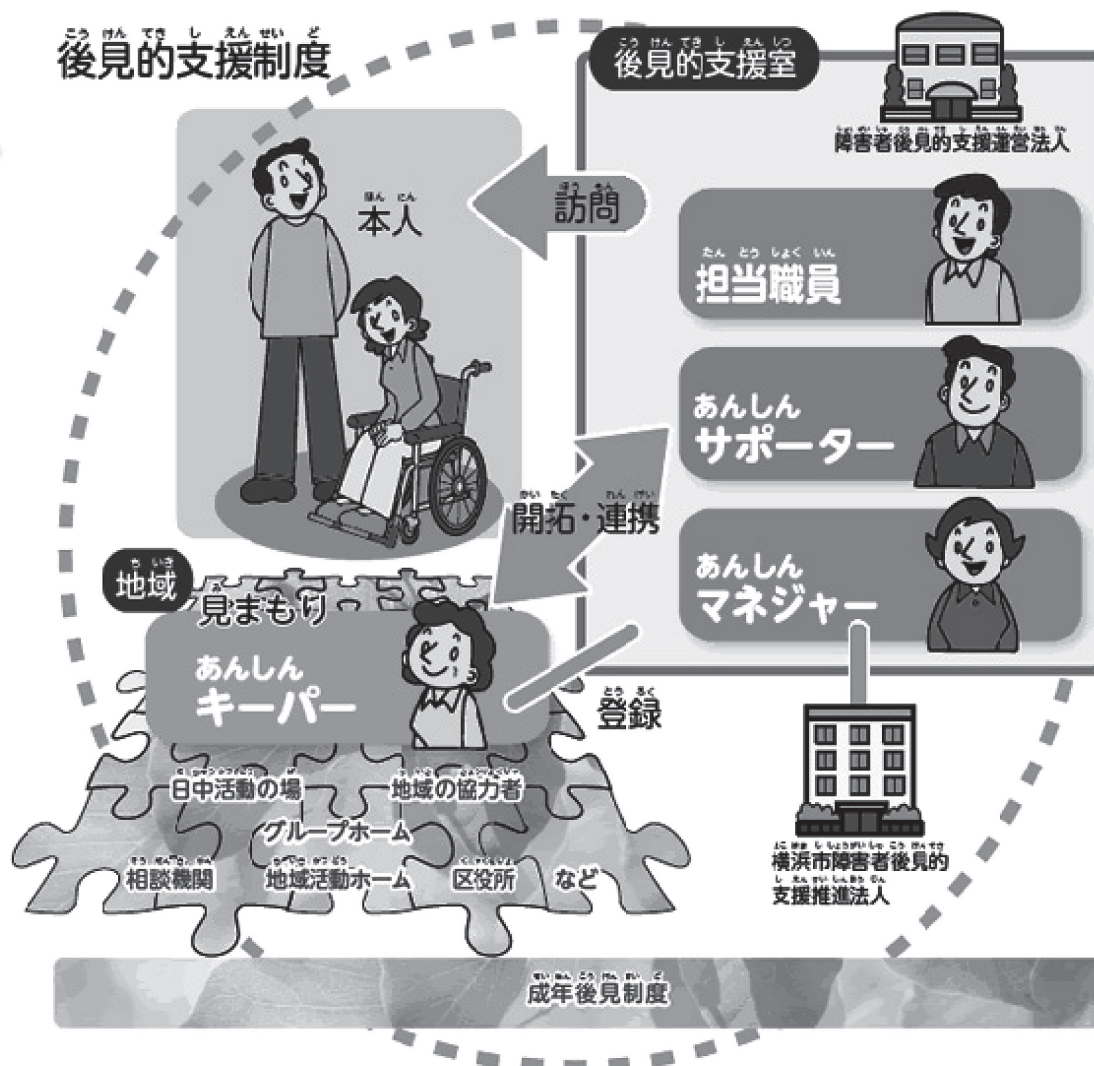 後見的支援制度
後見的支援室
障害者後見的支援運営法人
本人
訪問
担当職員
あんしん
サポーター
開拓・連携
あんしん
マネジャー
地域
見まもり
あんしん
キーパー
登録
日中活動の場
地域の協力者
グループホーム
相談機関
地域活動ホーム
区役所
など
横浜市障害者後見的
支援推進法人
成年後見制度